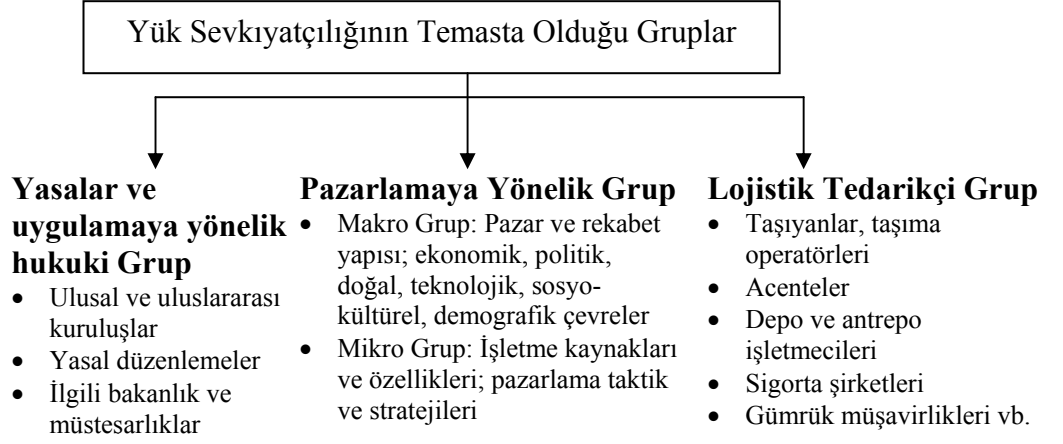 Yük Sevkıyatçılığının Temasta Olduğu Gruplar
Yasalar ve
uygulamaya yönelik
hukuki Grup
• Ulusal ve uluslararası
kuruluşlar
• Yasal düzenlemeler
• İlgili bakanlık ve
müsteşarlıklar
Pazarlamaya Yönelik Grup
• Makro Grup: Pazar ve rekabet
yapısı; ekonomik, politik,
doğal, teknolojik, sosyo-
kültürel, demografik çevreler
• Mikro Grup: İşletme kaynakları
ve özellikleri; pazarlama taktik
ve stratejileri
Lojistik Tedarikçi Grup
• Taşıyanlar, taşıma
operatörleri
• Acenteler
• Depo ve antrepo
işletmecileri
• Sigorta şirketleri
• Gümrük müşavirlikleri vb.